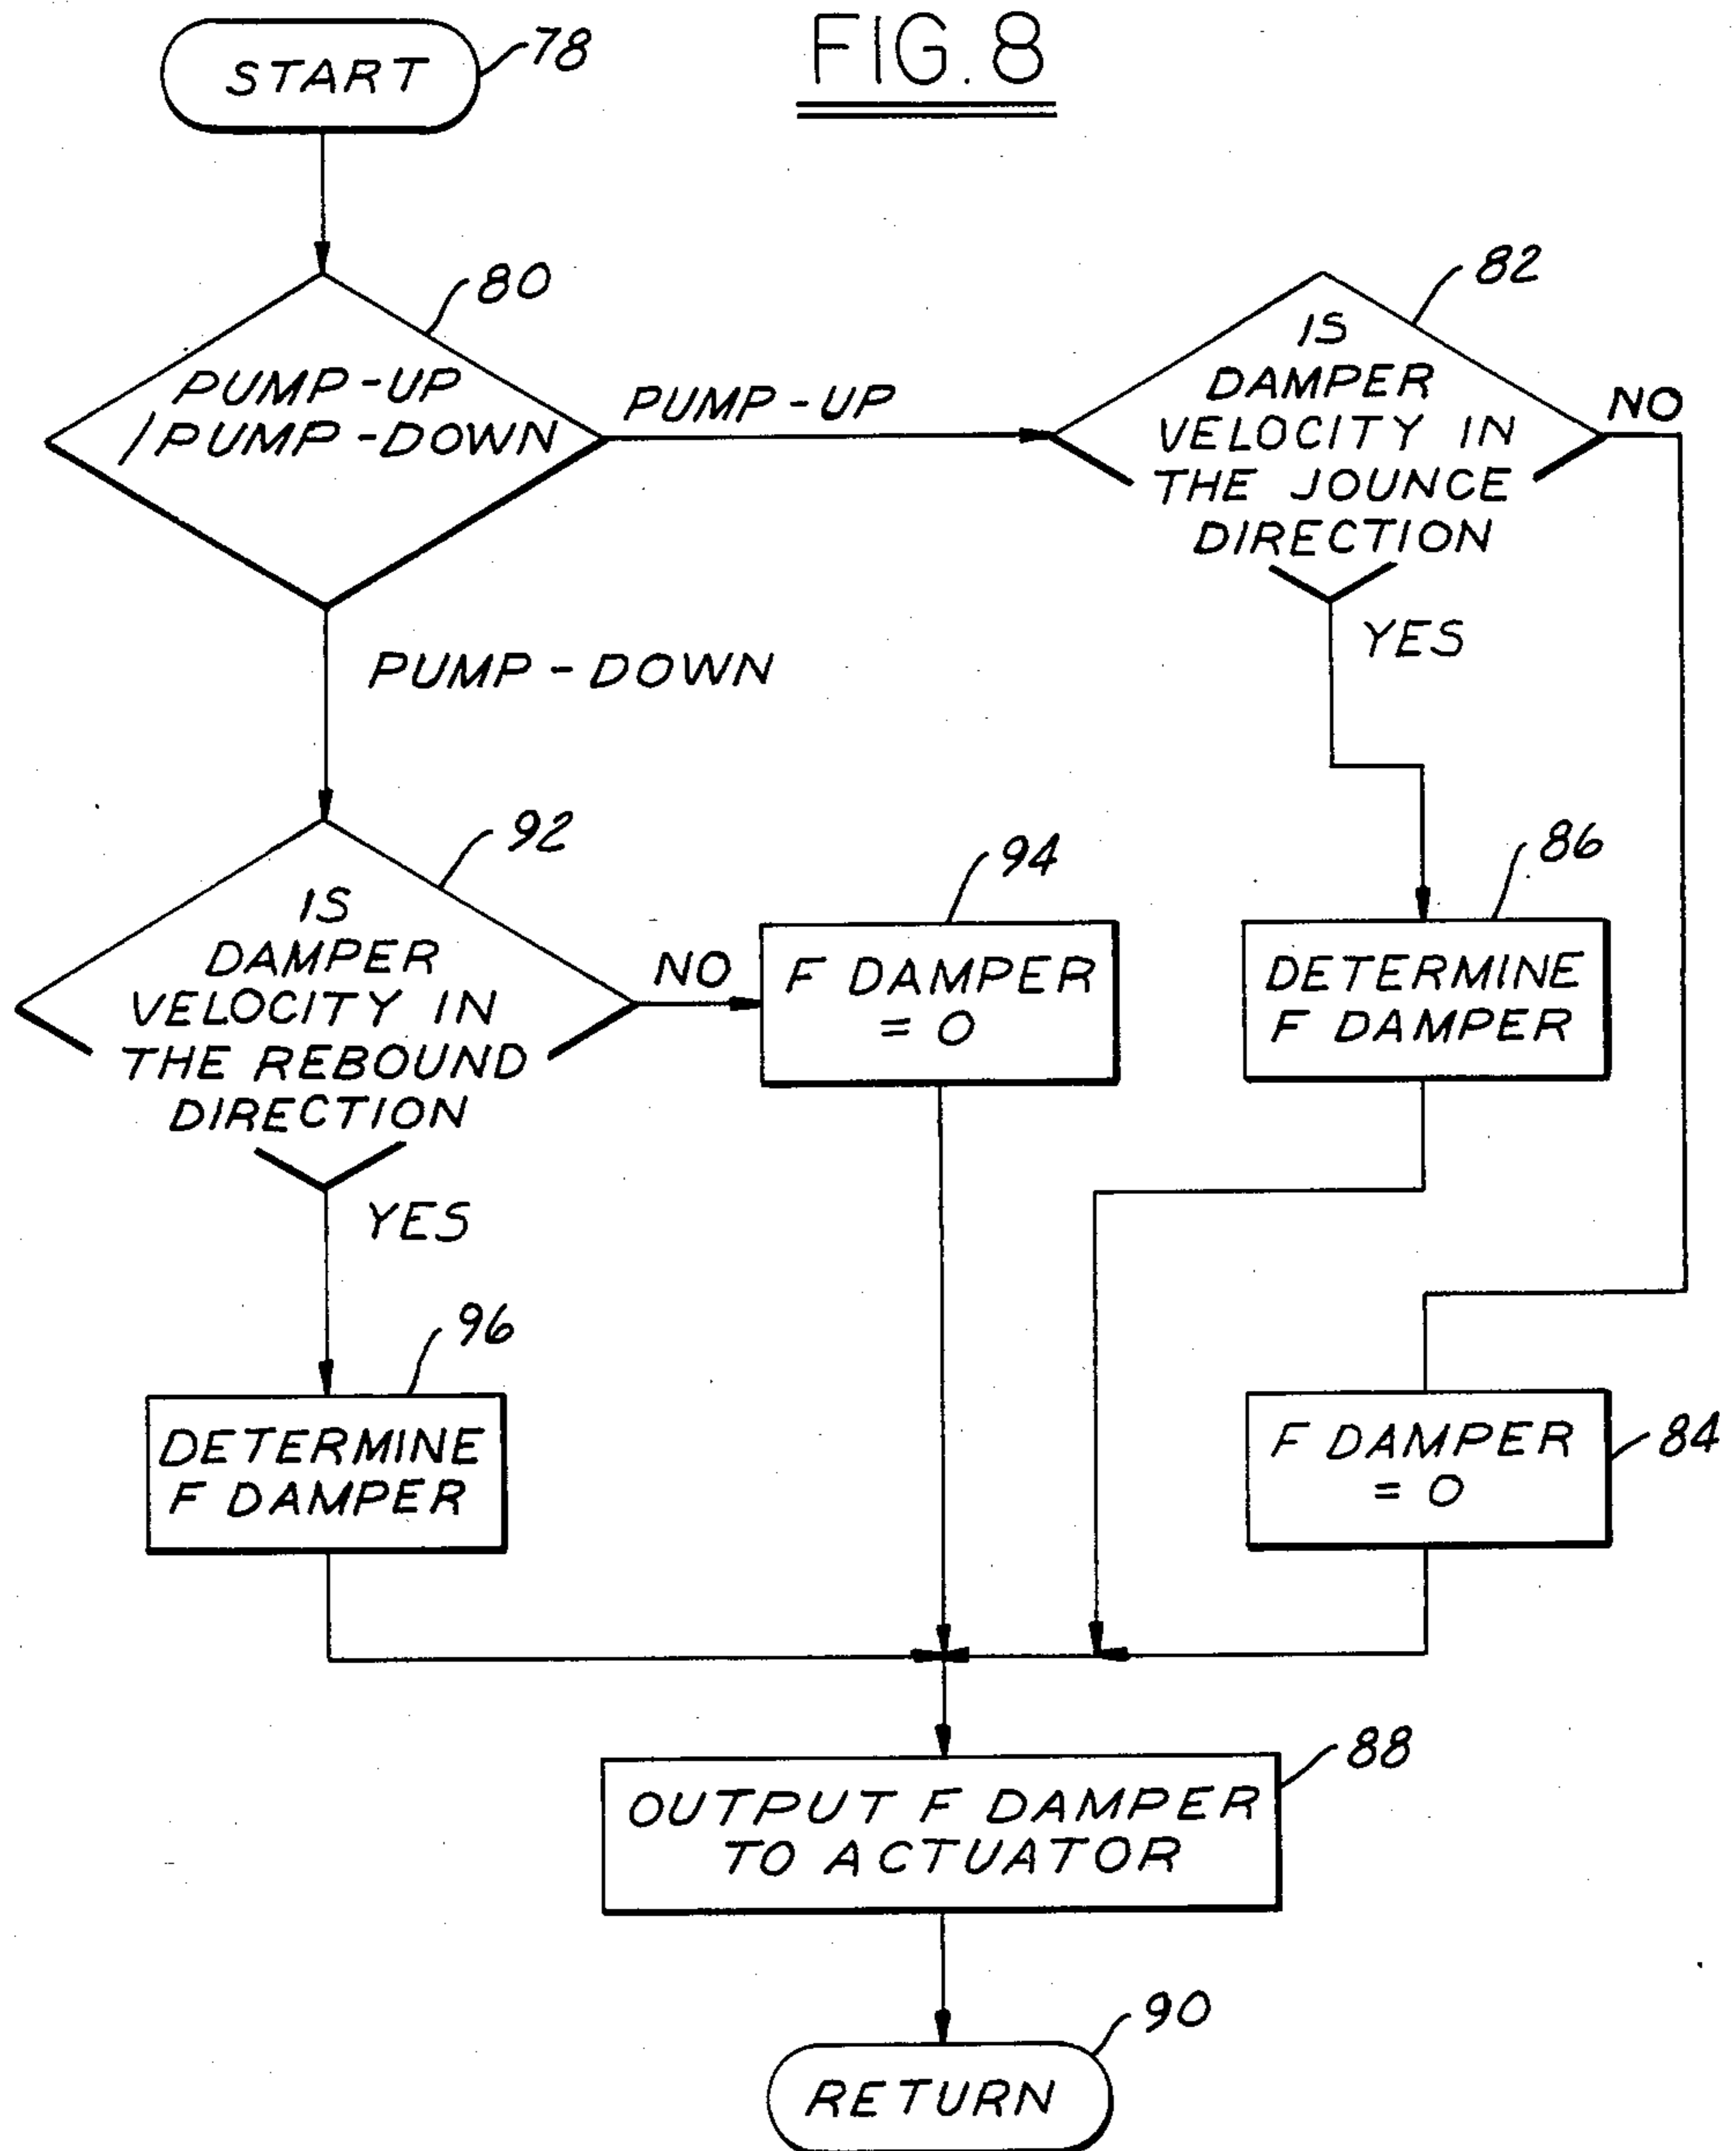 FIG. 8
START
78
80
PUMP-UP
/PUMP-DOWN
PUMP-UP
82
IS
DAMPER
VELOCITY IN
THE JOUNCE
DIRECTION
NO
YES
PUMP-DOWN
92
IS
DAMPER
VELOCITY IN
THE REBOUND
DIRECTION
NO
94
F DAMPER
= 0
86
DETERMINE
F DAMPER
YES
96
DETERMINE
F DAMPER
F DAMPER
= 0
84
88
OUTPUT F DAMPER
TO ACTUATOR
90
RETURN